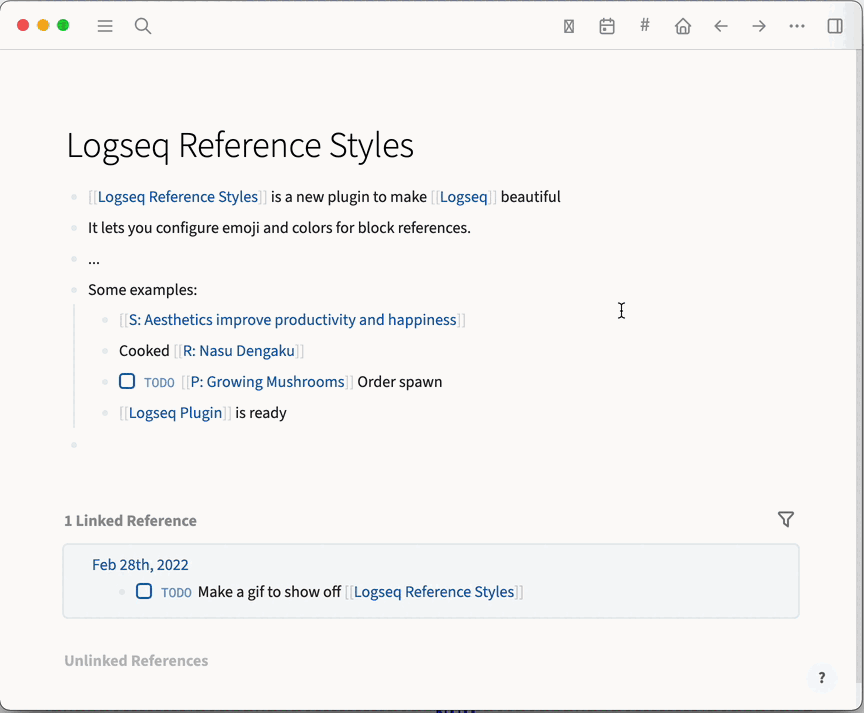 Logseq Reference Styles
[[Logseq Reference Styles]] is a new plugin to make [[Logseq]] beautiful
It lets you configure emoji and colors for block references.
...
Some examples:
[[S: Aesthetics improve productivity and happiness]]
Cooked [[R: Nasu Dengaku]]
TODO [[P: Growing Mushrooms]] Order spawn
[[Logseq Plugin]] is ready
1 Linked Reference
Feb 28th, 2022
TODO Make a gif to show off [[Logseq Reference Styles]]
Unlinked References
?